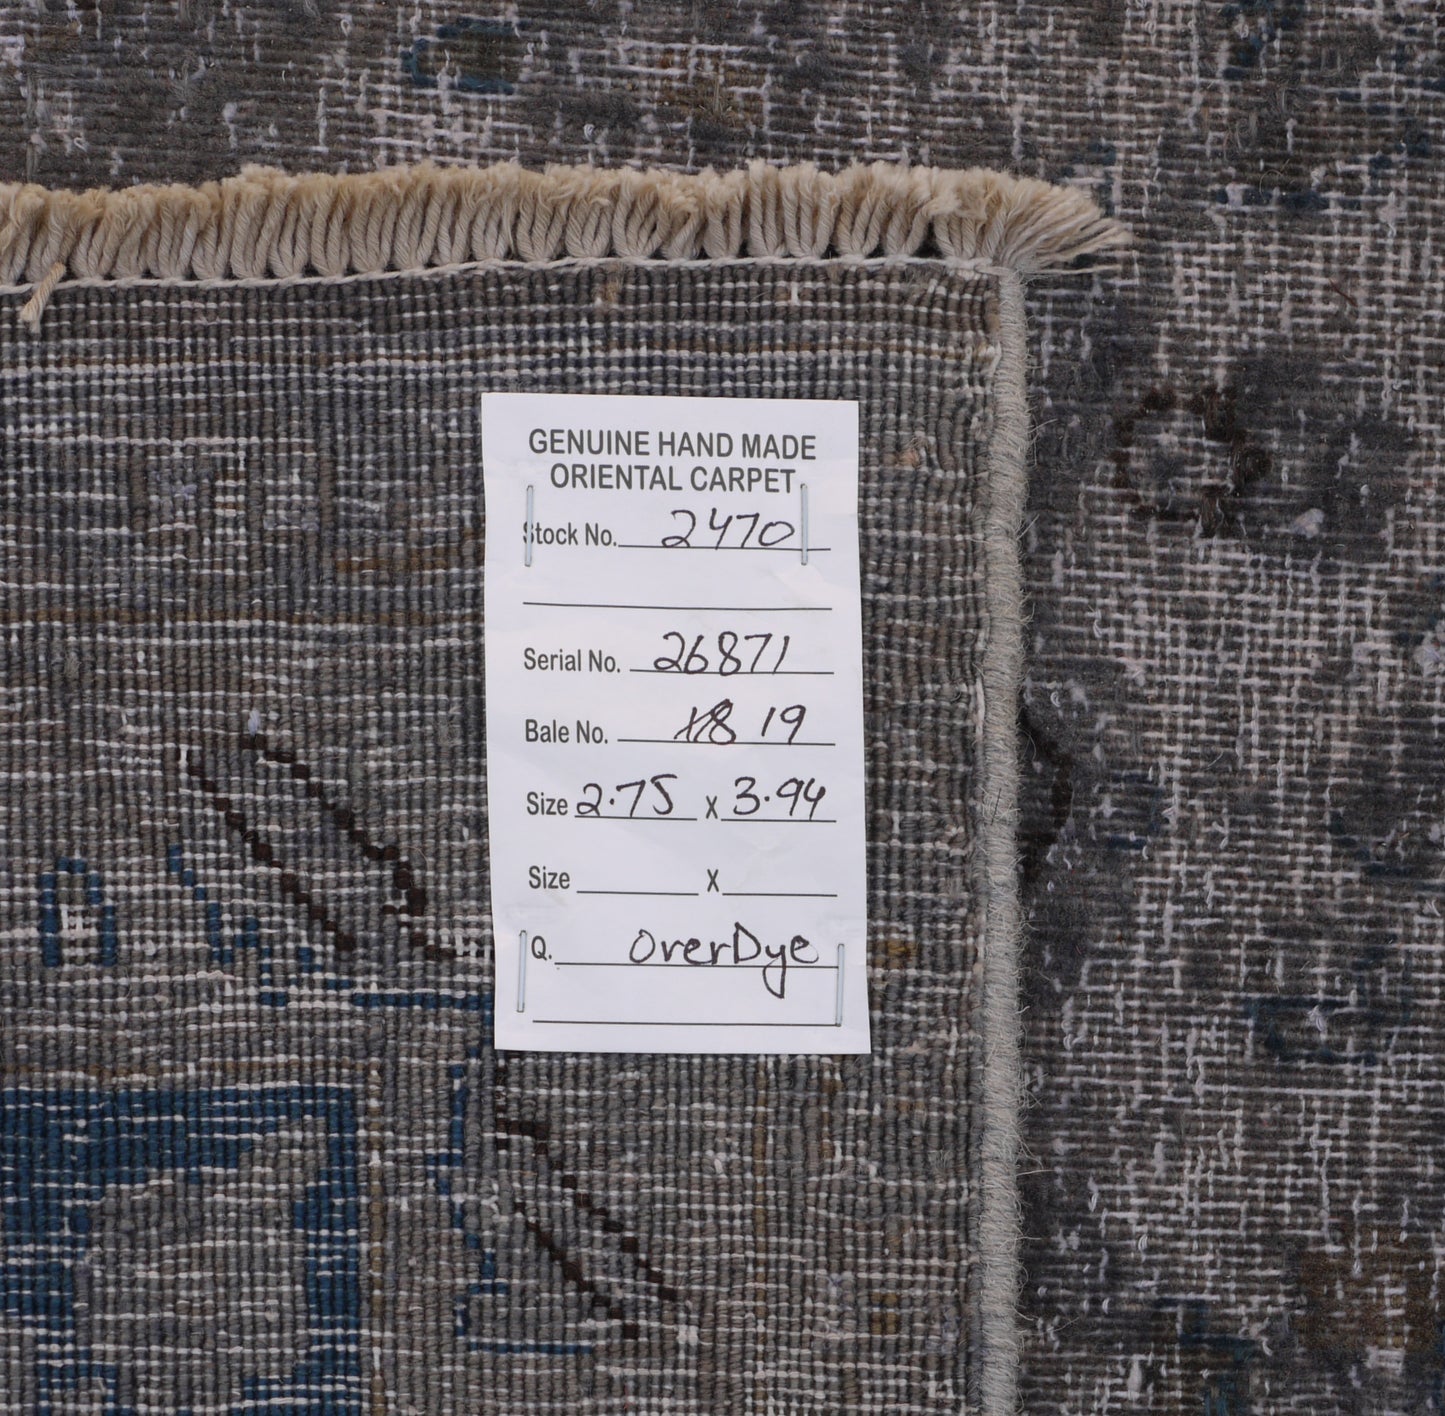 GENUINE HAND MADE
ORIENTAL CARPET
Stock No. 2470
Serial No. 26871
Bale No. 18 19
Size 2.75 X 3.94
Size X
Q. OverDye